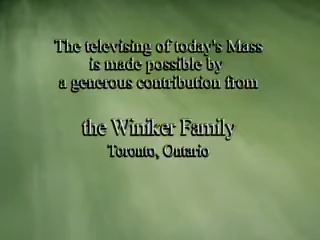 The televising of today's Mass
is made possible by
a generous contribution from
the Winiker Family
Toronto, Ontario